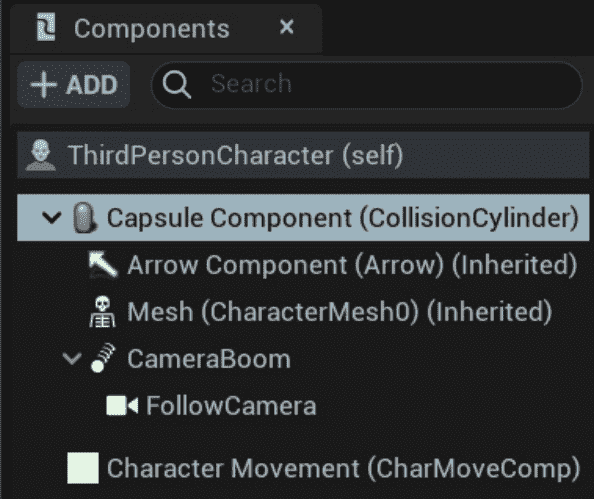 Components
ADD
Search
ThirdPersonCharacter (self)
Capsule Component (CollisionCylinder)
Arrow Component (Arrow) (Inherited)
Mesh (CharacterMesh0) (Inherited)
CameraBoom
FollowCamera
Character Movement (CharMoveComp)